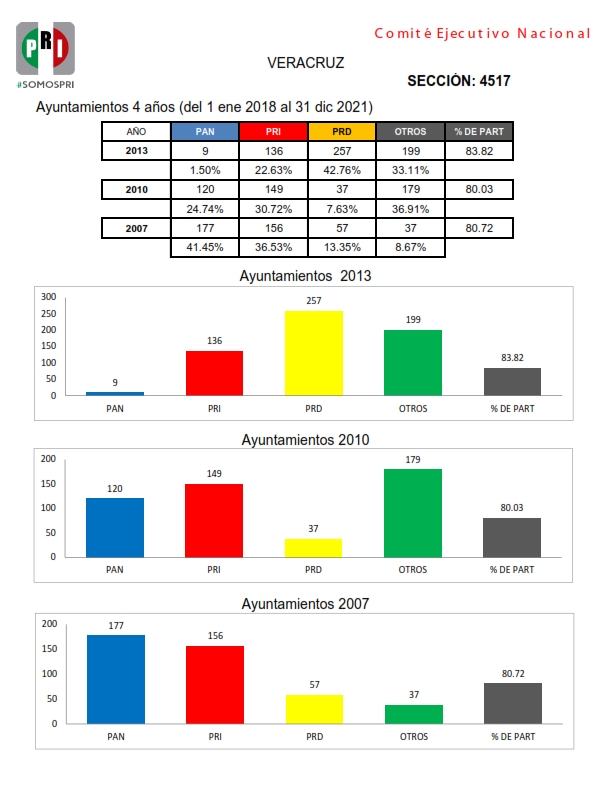 Comité Ejecutivo Nacional
PRI
#SOMOSPRI
VERACRUZ
SECCIÓN: 4517
Ayuntamientos 4 años (del 1 ene 2018 al 31 dic 2021)
AÑO PAN PRI PRD OTROS % DE PART
2013 9 136 257 199 83.82
1.50% 22.63% 42.76% 33.11%
2010 120 149 37 179 80.03
24.74% 30.72% 7.63% 36.91%
2007 177 156 57 37 80.72
41.45% 36.53% 13.35% 8.67%
Ayuntamientos 2013
300
250
200
150
100
50
0
9 136 257 199 83.82
PAN PRI PRD OTROS % DE PART
Ayuntamientos 2010
200
150
100
50
0
120 149 37 179 80.03
PAN PRI PRD OTROS % DE PART
Ayuntamientos 2007
200
150
100
50
0
177 156 57 37 80.72
PAN PRI PRD OTROS % DE PART